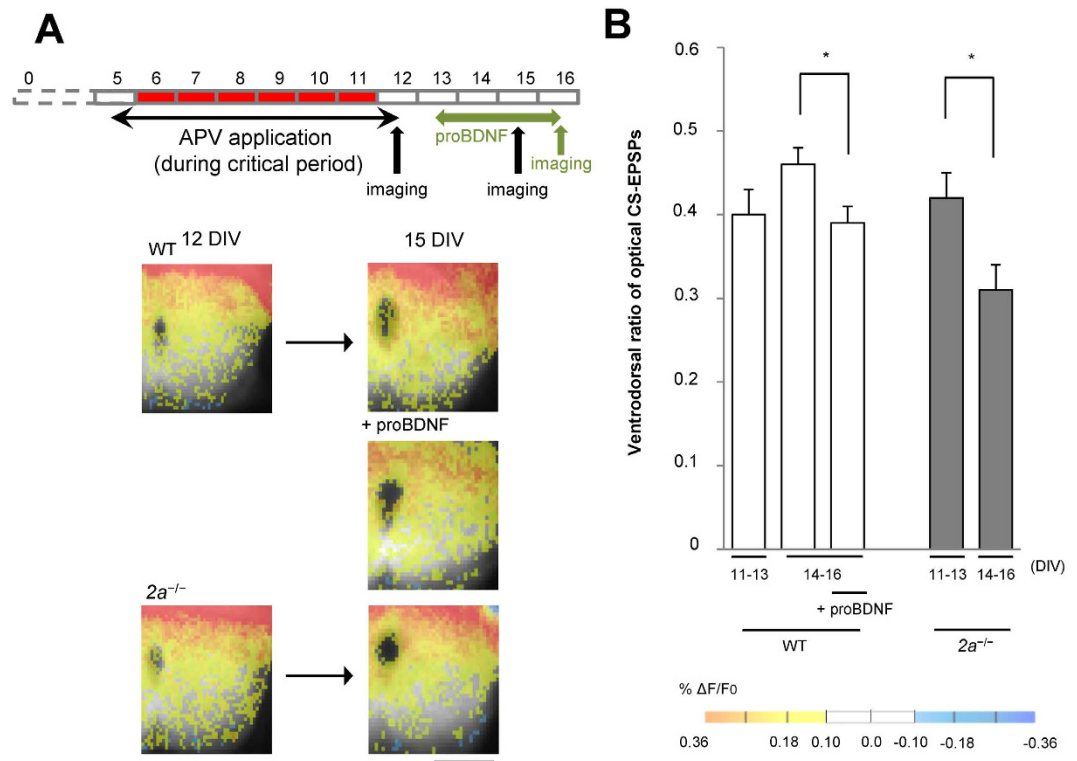 A
0 5 6 7 8 9 10 11 12 13 14 15 16
APV application
(during critical period)
proBDNF
imaging
imaging
imaging
WT 12 DIV
15 DIV
+ proBDNF
2a⁻/⁻
B
Ventrodorsal ratio of optical CS-EPSPs
0.6
0.5
0.4
0.3
0.2
0.1
0
*
*
11-13 14-16 11-13 14-16 (DIV)
+ proBDNF
WT 2a⁻/⁻
% ΔF/F0
0.36 0.18 0.10 0.0 -0.10 -0.18 -0.36